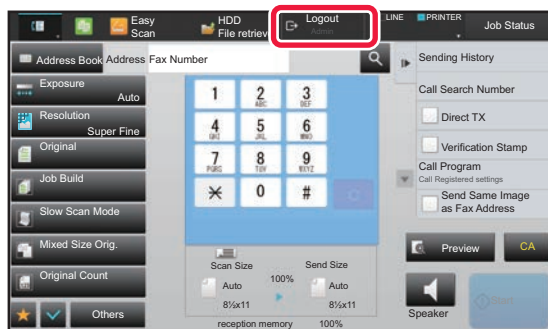 Easy
Scan
HDD
File retriev
Logout
Admin
LINE
PRINTER
Job Status
Address Book
Address
Fax Number
Sending History
Exposure
Auto
Resolution
Super Fine
Original
Job Build
Slow Scan Mode
Mixed Size Orig.
Original Count
Others
1
2
ABC
3
DEF
4
GHI
5
JKL
6
MNO
7
PQRS
8
TUV
9
WXYZ
0
#
Call Search Number
Direct TX
Verification Stamp
Call Program
Call Registered settings
Send Same Image
as Fax Address
Scan Size
100%
Send Size
Auto
Auto
8½x11
8½x11
reception memory 100%
Preview
CA
Speaker
Start